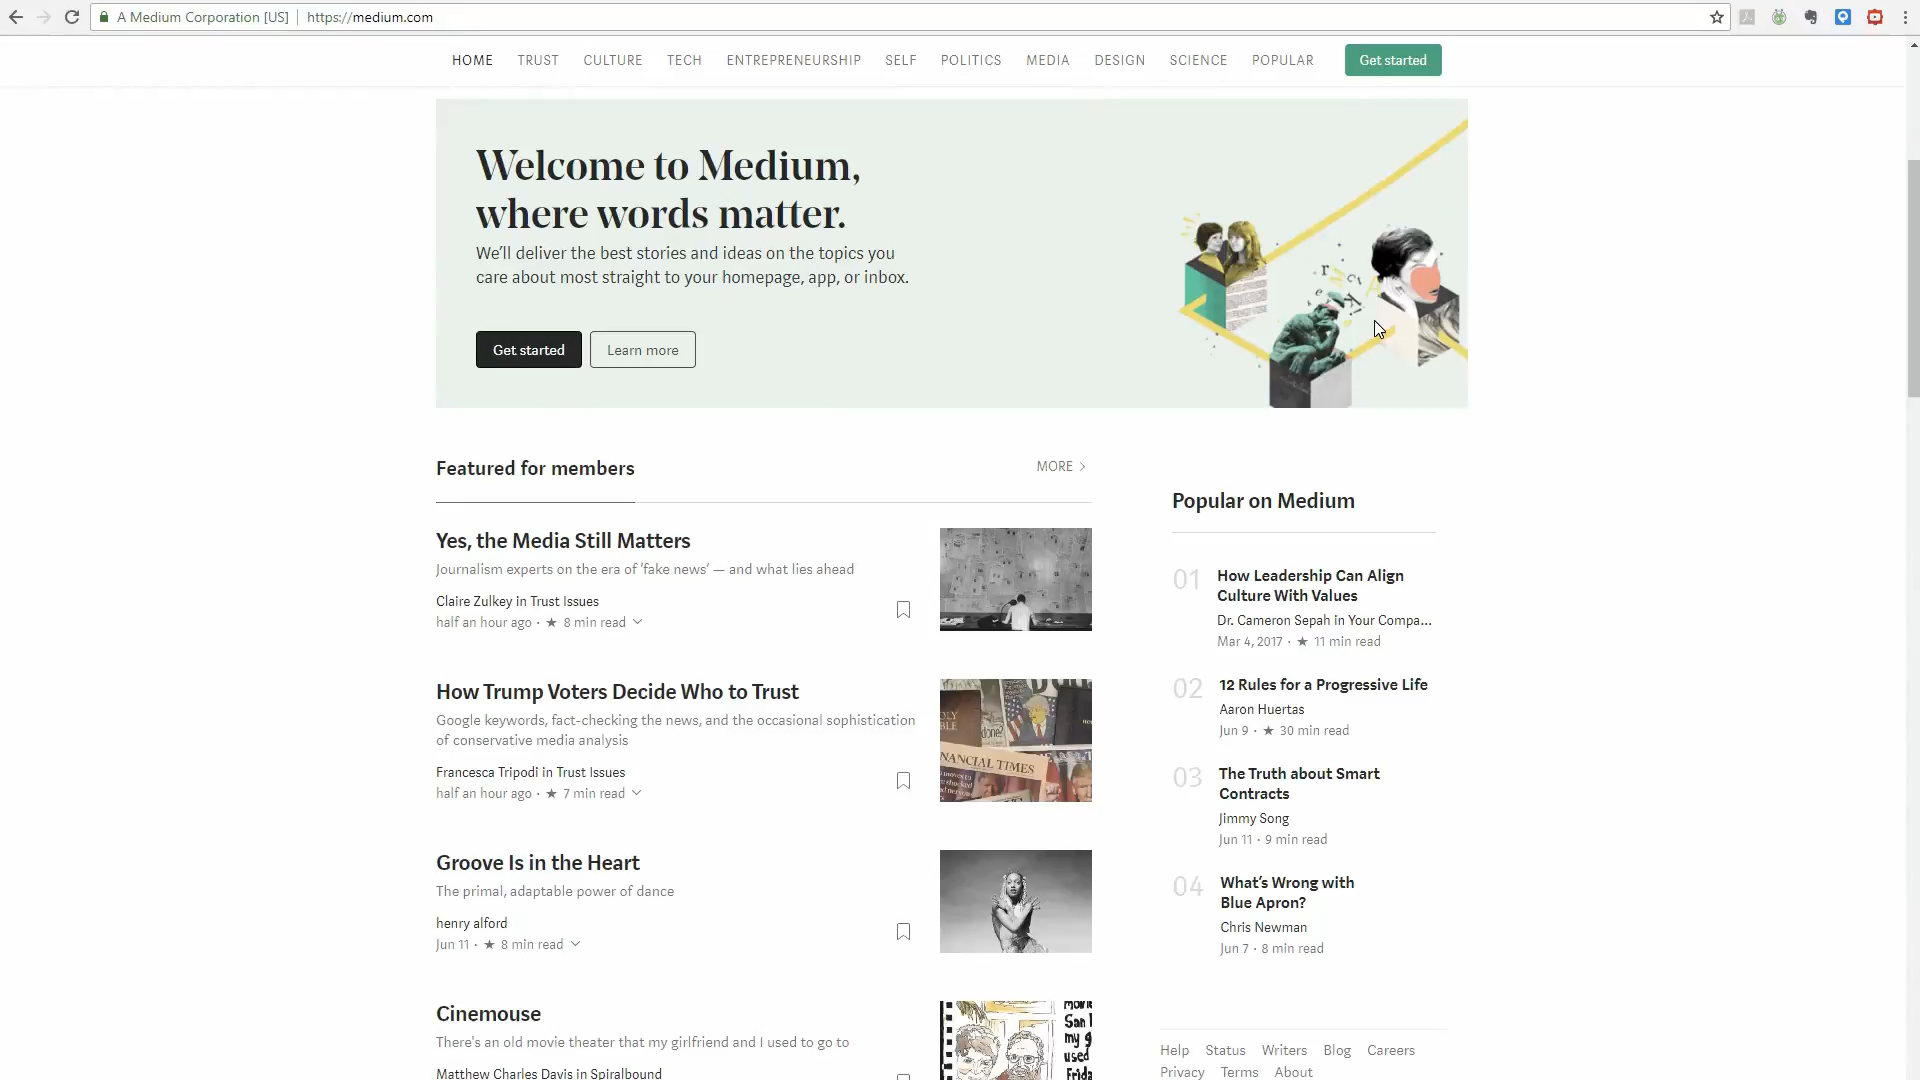 A Medium Corporation [US] | https://medium.com
HOME TRUST CULTURE TECH ENTREPRENEURSHIP SELF POLITICS MEDIA DESIGN SCIENCE POPULAR Get started
Welcome to Medium,
where words matter.
We’ll deliver the best stories and ideas on the topics you
care about most straight to your homepage, app, or inbox.
Get started Learn more
Featured for members
MORE
Yes, the Media Still Matters
Journalism experts on the era of ‘fake news’ — and what lies ahead
Claire Zulkey in Trust Issues
half an hour ago · ★ 8 min read
How Trump Voters Decide Who to Trust
Google keywords, fact-checking the news, and the occasional sophistication
of conservative media analysis
Francesca Tripodi in Trust Issues
half an hour ago · ★ 7 min read
FINANCIAL TIMES
Groove Is in the Heart
The primal, adaptable power of dance
henry alford
Jun 11 · ★ 8 min read
Cinemouse
There's an old movie theater that my girlfriend and I used to go to
Matthew Charles Davis in Spiralbound
San
my g
used
Frida
Popular on Medium
01
How Leadership Can Align
Culture With Values
Dr. Cameron Sepah in Your Compa...
Mar 4, 2017 · ★ 11 min read
02
12 Rules for a Progressive Life
Aaron Huertas
Jun 9 · ★ 30 min read
03
The Truth about Smart
Contracts
Jimmy Song
Jun 11 · 9 min read
04
What’s Wrong with
Blue Apron?
Chris Newman
Jun 7 · 8 min read
Help Status Writers Blog Careers
Privacy Terms About